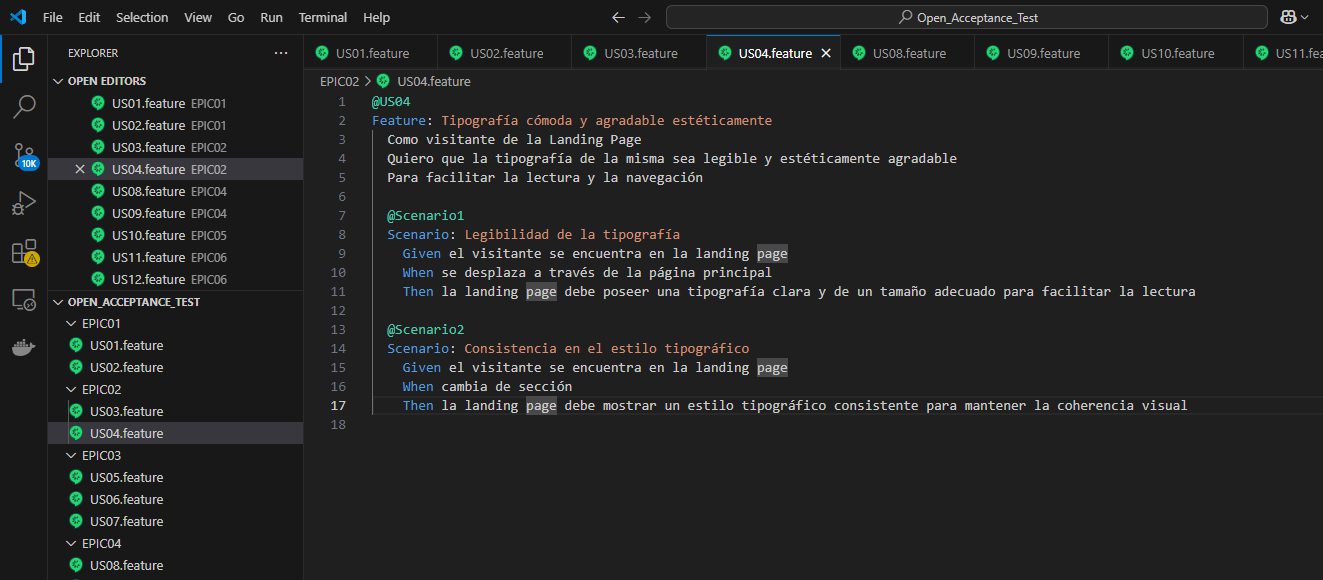 File Edit Selection View Go Run Terminal Help
Open_Acceptance_Test
EXPLORER
OPEN EDITORS
US01.feature EPIC01
US02.feature EPIC01
US03.feature EPIC02
US04.feature EPIC02
US08.feature EPIC04
US09.feature EPIC04
US10.feature EPIC05
US11.feature EPIC06
US12.feature EPIC06
OPEN_ACCEPTANCE_TEST
EPIC01
US01.feature
US02.feature
EPIC02
US03.feature
US04.feature
EPIC03
US05.feature
US06.feature
US07.feature
EPIC04
US08.feature
10K
US01.feature US02.feature US03.feature US04.feature US08.feature US09.feature US10.feature US11.fea
EPIC02 > US04.feature
1 @US04
2 Feature: Tipografía cómoda y agradable estéticamente
3 Como visitante de la Landing Page
4 Quiero que la tipografía de la misma sea legible y estéticamente agradable
5 Para facilitar la lectura y la navegación
6
7 @Scenario1
8 Scenario: Legibilidad de la tipografía
9 Given el visitante se encuentra en la landing page
10 When se desplaza a través de la página principal
11 Then la landing page debe poseer una tipografía clara y de un tamaño adecuado para facilitar la lectura
12
13 @Scenario2
14 Scenario: Consistencia en el estilo tipográfico
15 Given el visitante se encuentra en la landing page
16 When cambia de sección
17 Then la landing page debe mostrar un estilo tipográfico consistente para mantener la coherencia visual
18